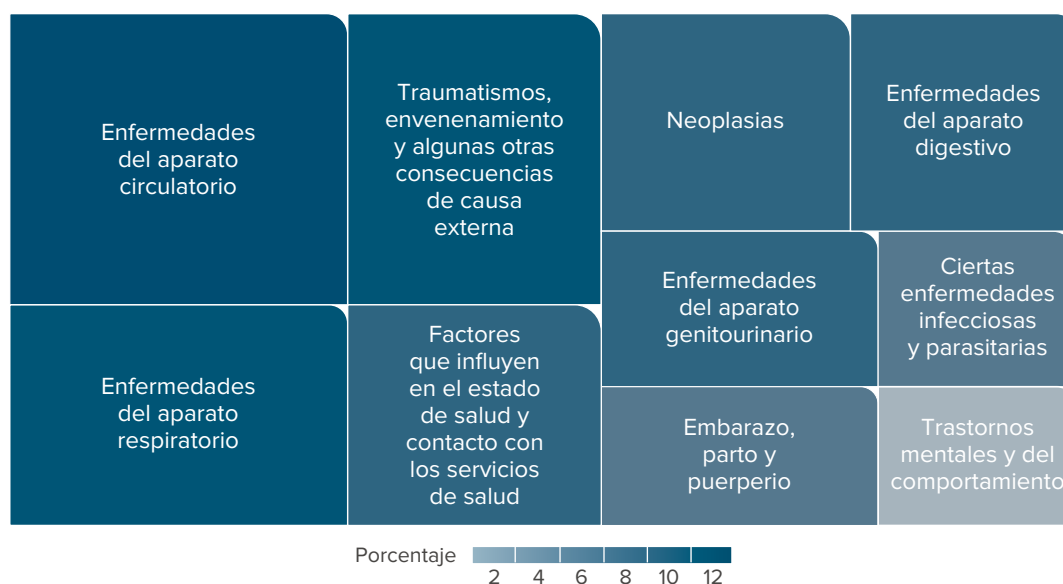 Enfermedades
del aparato
circulatorio
Traumatismos,
envenenamiento
y algunas otras
consecuencias
de causa
externa
Neoplasias
Enfermedades
del aparato
digestivo
Enfermedades
del aparato
genitourinario
Ciertas
enfermedades
infecciosas
y parasitarias
Enfermedades
del aparato
respiratorio
Factores
que influyen
en el estado
de salud y
contacto con
los servicios
de salud
Embarazo,
parto y
puerperio
Trastornos
mentales y del
comportamiento
Porcentaje
2 4 6 8 10 12